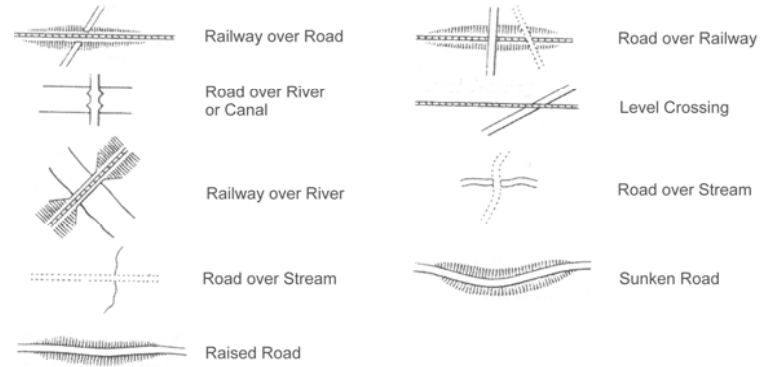 Railway over Road
Road over River
or Canal
Railway over River
Road over Stream
Raised Road
Road over Railway
Level Crossing
Road over Stream
Sunken Road